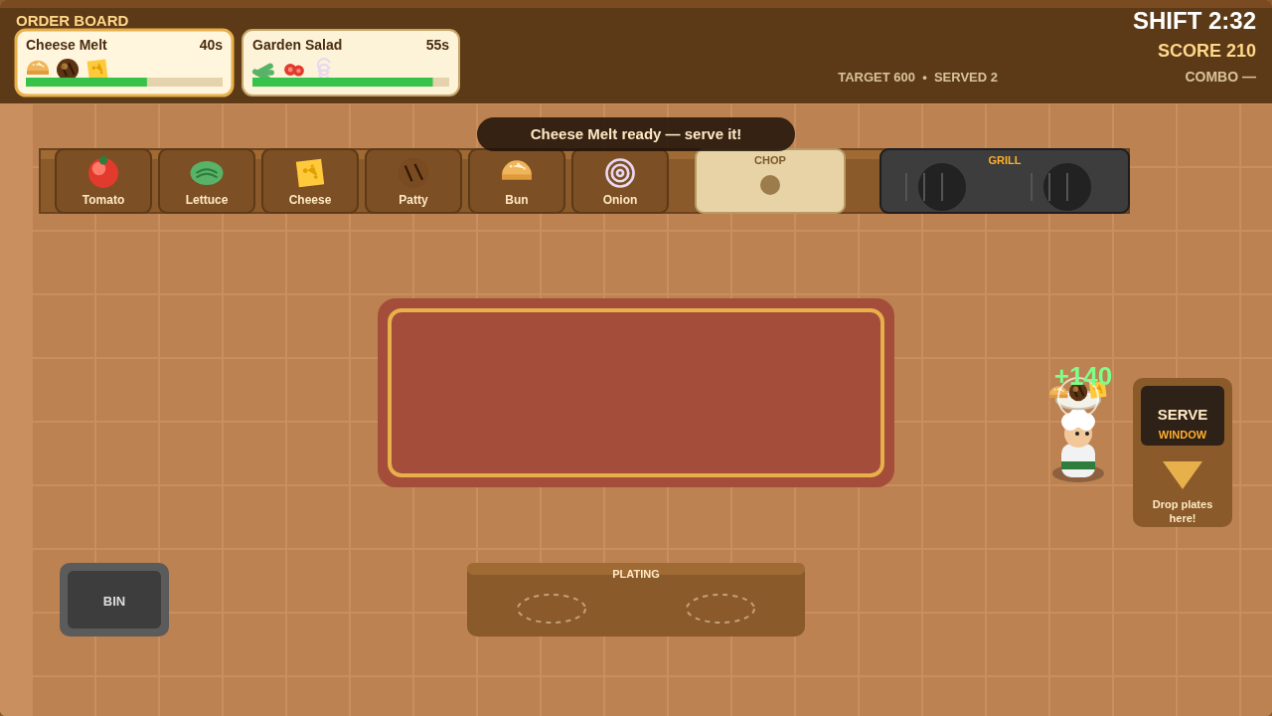 ORDER BOARD
Cheese Melt 40s
Garden Salad 55s
SHIFT 2:32
SCORE 210
TARGET 600 • SERVED 2
COMBO —
Cheese Melt ready — serve it!
Tomato
Lettuce
Cheese
Patty
Bun
Onion
CHOP
GRILL
+140
SERVE
WINDOW
Drop plates
here!
BIN
PLATING